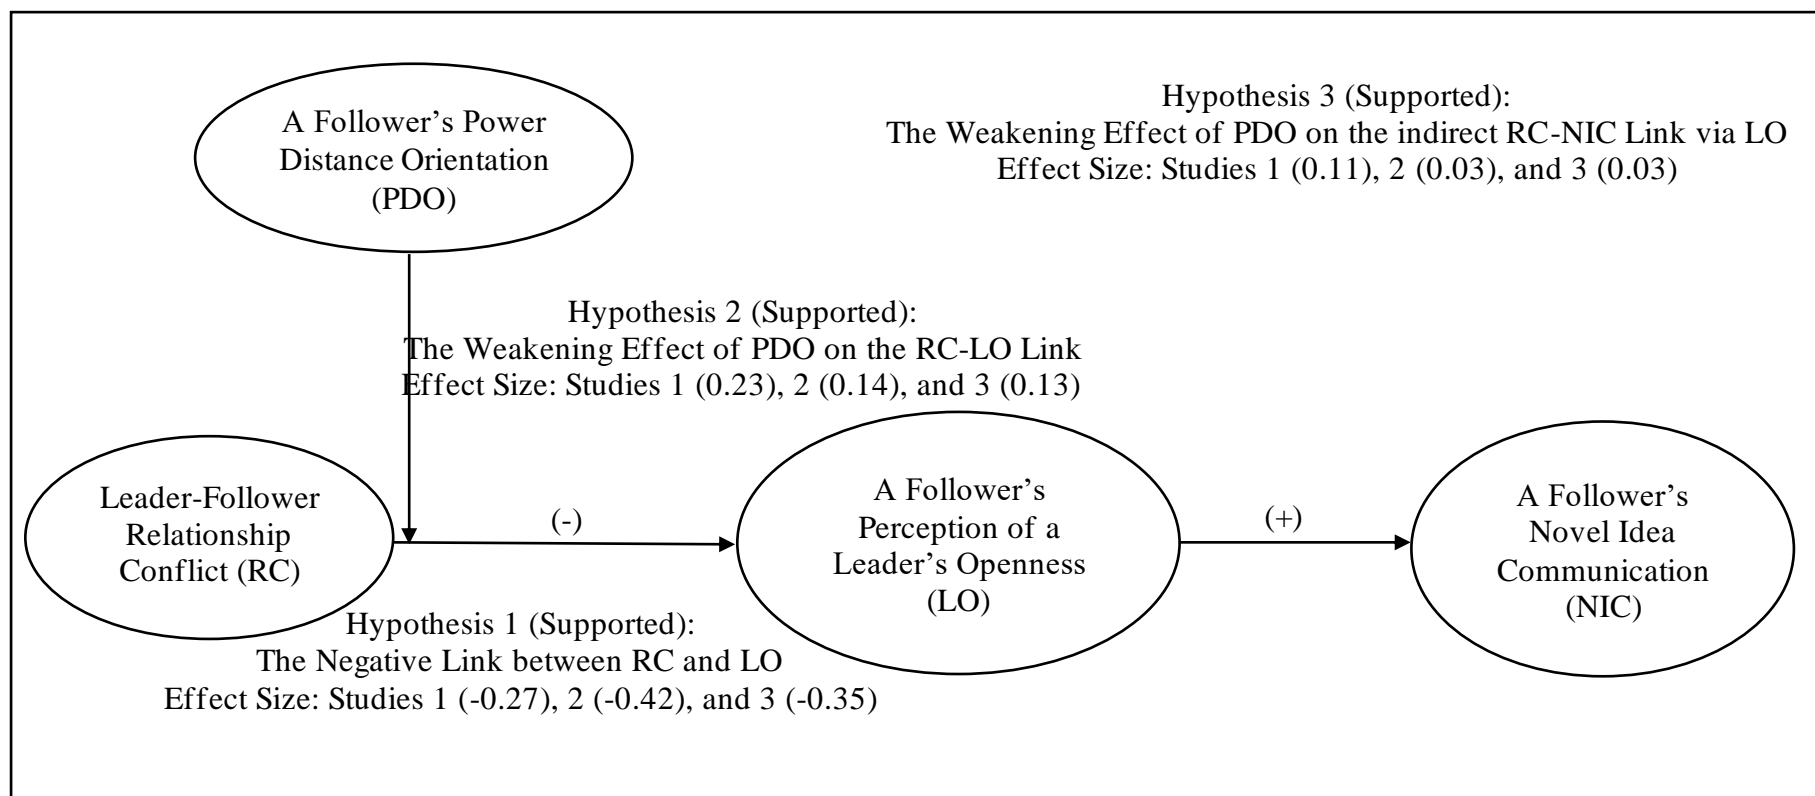 A Follower’s Power
Distance Orientation
(PDO)
Hypothesis 3 (Supported):
The Weakening Effect of PDO on the indirect RC-NIC Link via LO
Effect Size: Studies 1 (0.11), 2 (0.03), and 3 (0.03)
Hypothesis 2 (Supported):
The Weakening Effect of PDO on the RC-LO Link
Effect Size: Studies 1 (0.23), 2 (0.14), and 3 (0.13)
Leader-Follower
Relationship
Conflict (RC)
(-)
A Follower’s
Perception of a
Leader’s Openness
(LO)
(+)
A Follower’s
Novel Idea
Communication
(NIC)
Hypothesis 1 (Supported):
The Negative Link between RC and LO
Effect Size: Studies 1 (-0.27), 2 (-0.42), and 3 (-0.35)